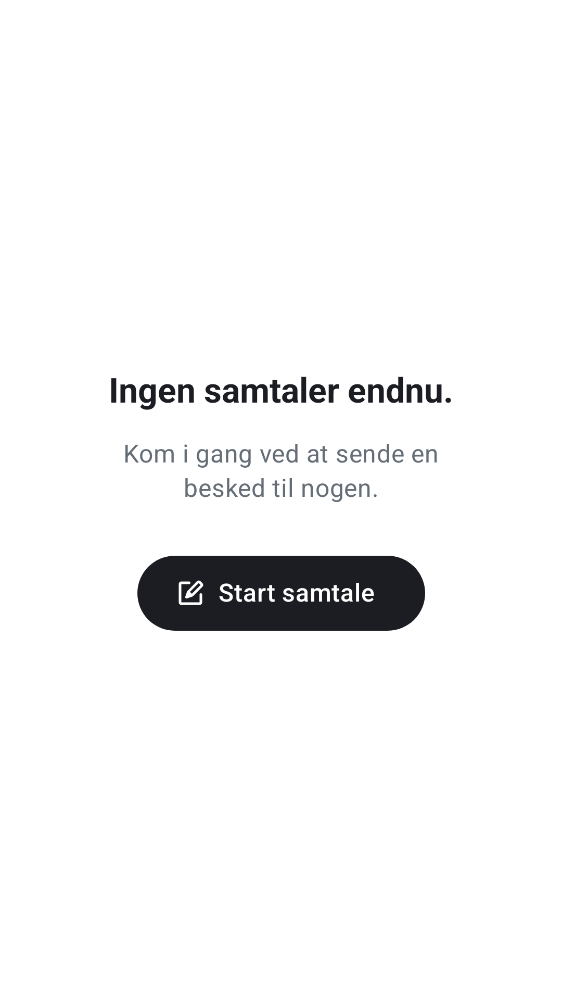 Ingen samtaler endnu.
Kom i gang ved at sende en
besked til nogen.
Start samtale